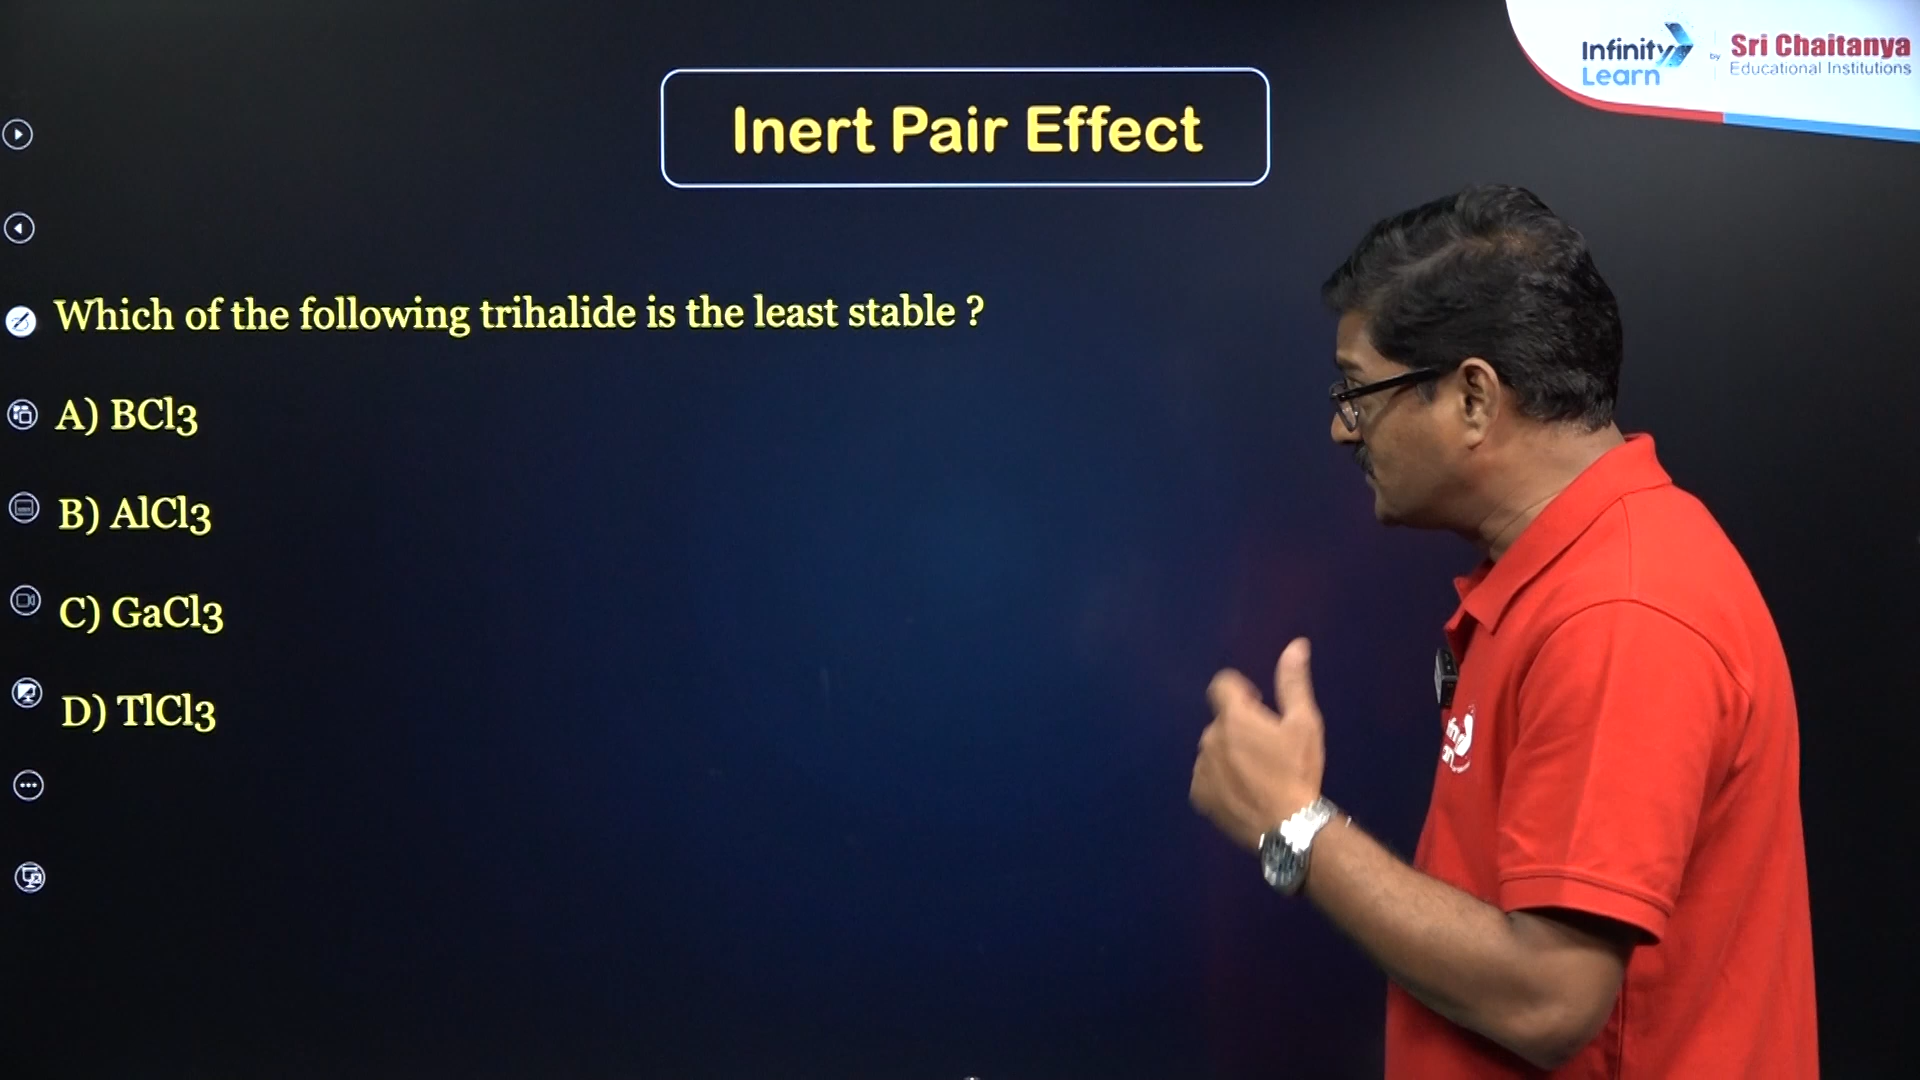 Infinity Learn
by
Sri Chaitanya
Educational Institutions
Inert Pair Effect
Which of the following trihalide is the least stable ?
A) BCl3
B) AlCl3
C) GaCl3
D) TlCl3